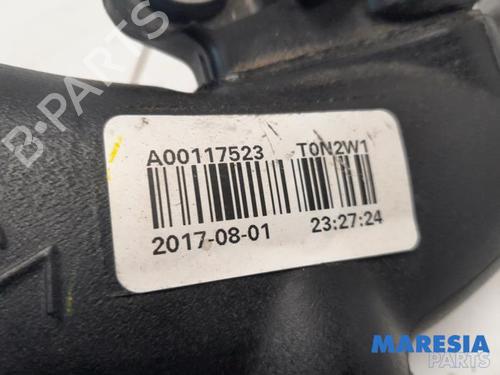 B-PARTS
A00117523 T0N2W1
2017-08-01 23:27:24
MARESIA
PARTS